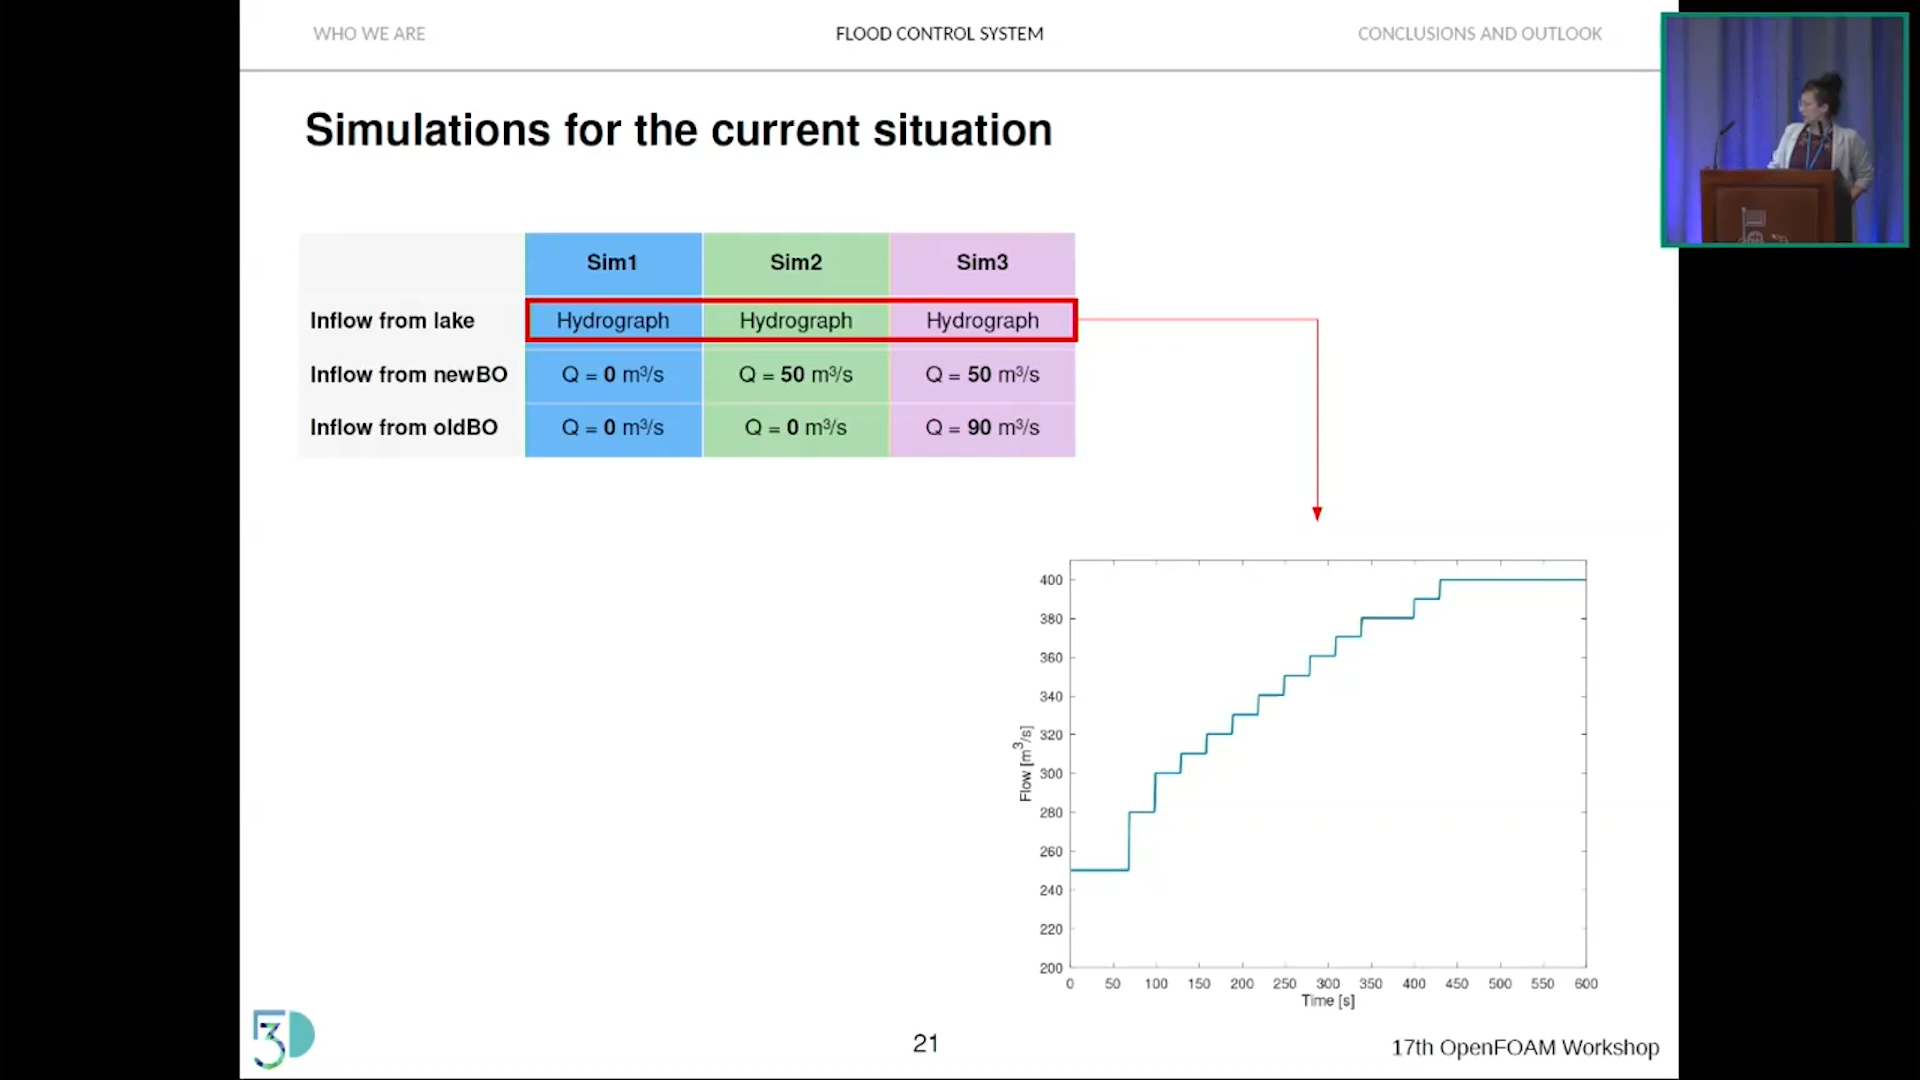 WHO WE ARE FLOOD CONTROL SYSTEM CONCLUSIONS AND OUTLOOK
Simulations for the current situation
Sim1 Sim2 Sim3
Inflow from lake Hydrograph Hydrograph Hydrograph
Inflow from newBO Q = 0 m³/s Q = 50 m³/s Q = 50 m³/s
Inflow from oldBO Q = 0 m³/s Q = 0 m³/s Q = 90 m³/s
400
380
360
340
320
300
280
260
240
220
200
Flow [m³/s]
0 50 100 150 200 250 300 350 400 450 500 550 600
Time [s]
3D
21
17th OpenFOAM Workshop